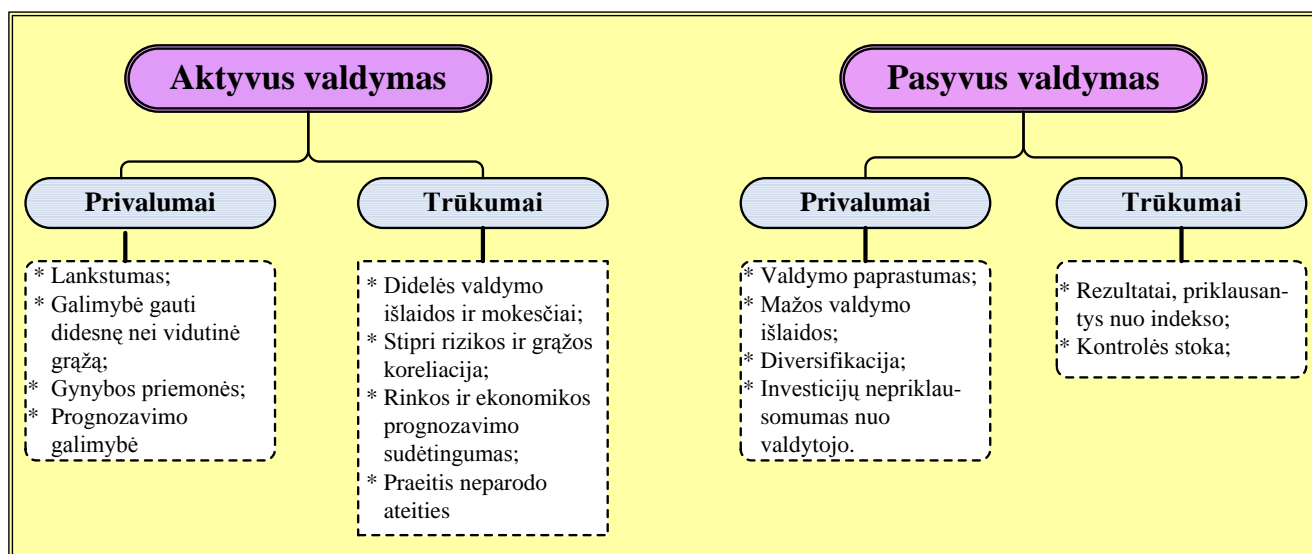 Aktyvus valdymas
Privalumai
* Lankstumas;
* Galimybė gauti
didesnę nei vidutinė
grąžą;
* Gynybos priemonės;
* Prognozavimo
galimybė
Trūkumai
* Didelės valdymo
išlaidos ir mokesčiai;
* Stipri rizikos ir grąžos
koreliacija;
* Rinkos ir ekonomikos
prognozavimo
sudėtingumas;
* Praeitis neparodo
ateities
Pasyvus valdymas
Privalumai
* Valdymo paprastumas;
* Mažos valdymo
išlaidos;
* Diversifikacija;
* Investicijų nepriklau-
somumas nuo
valdytojo.
Trūkumai
* Rezultatai, priklausan-
tys nuo indekso;
* Kontrolės stoka;